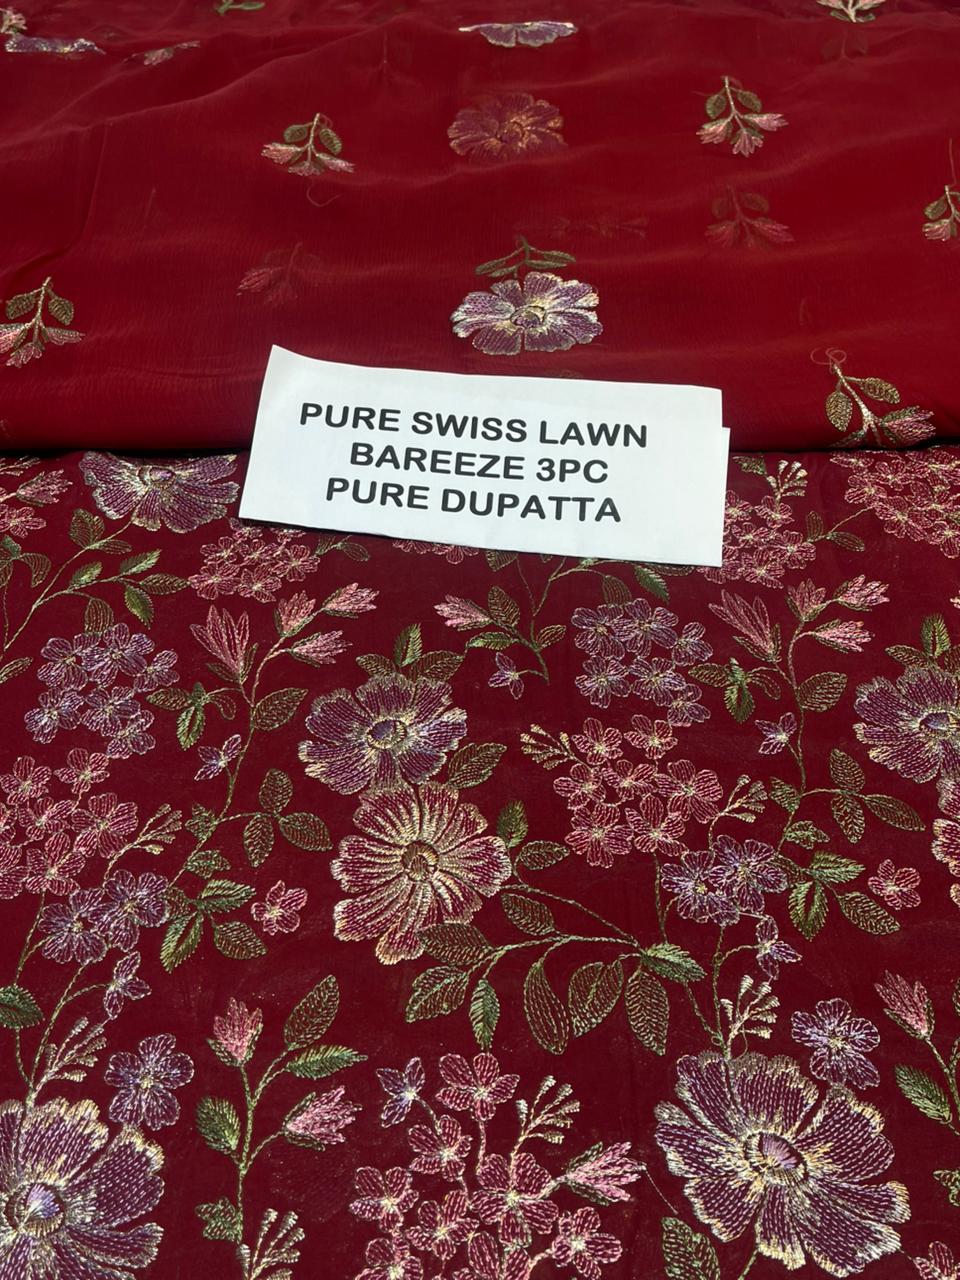 PURE SWISS LAWN
BAREEZE 3PC
PURE DUPATTA